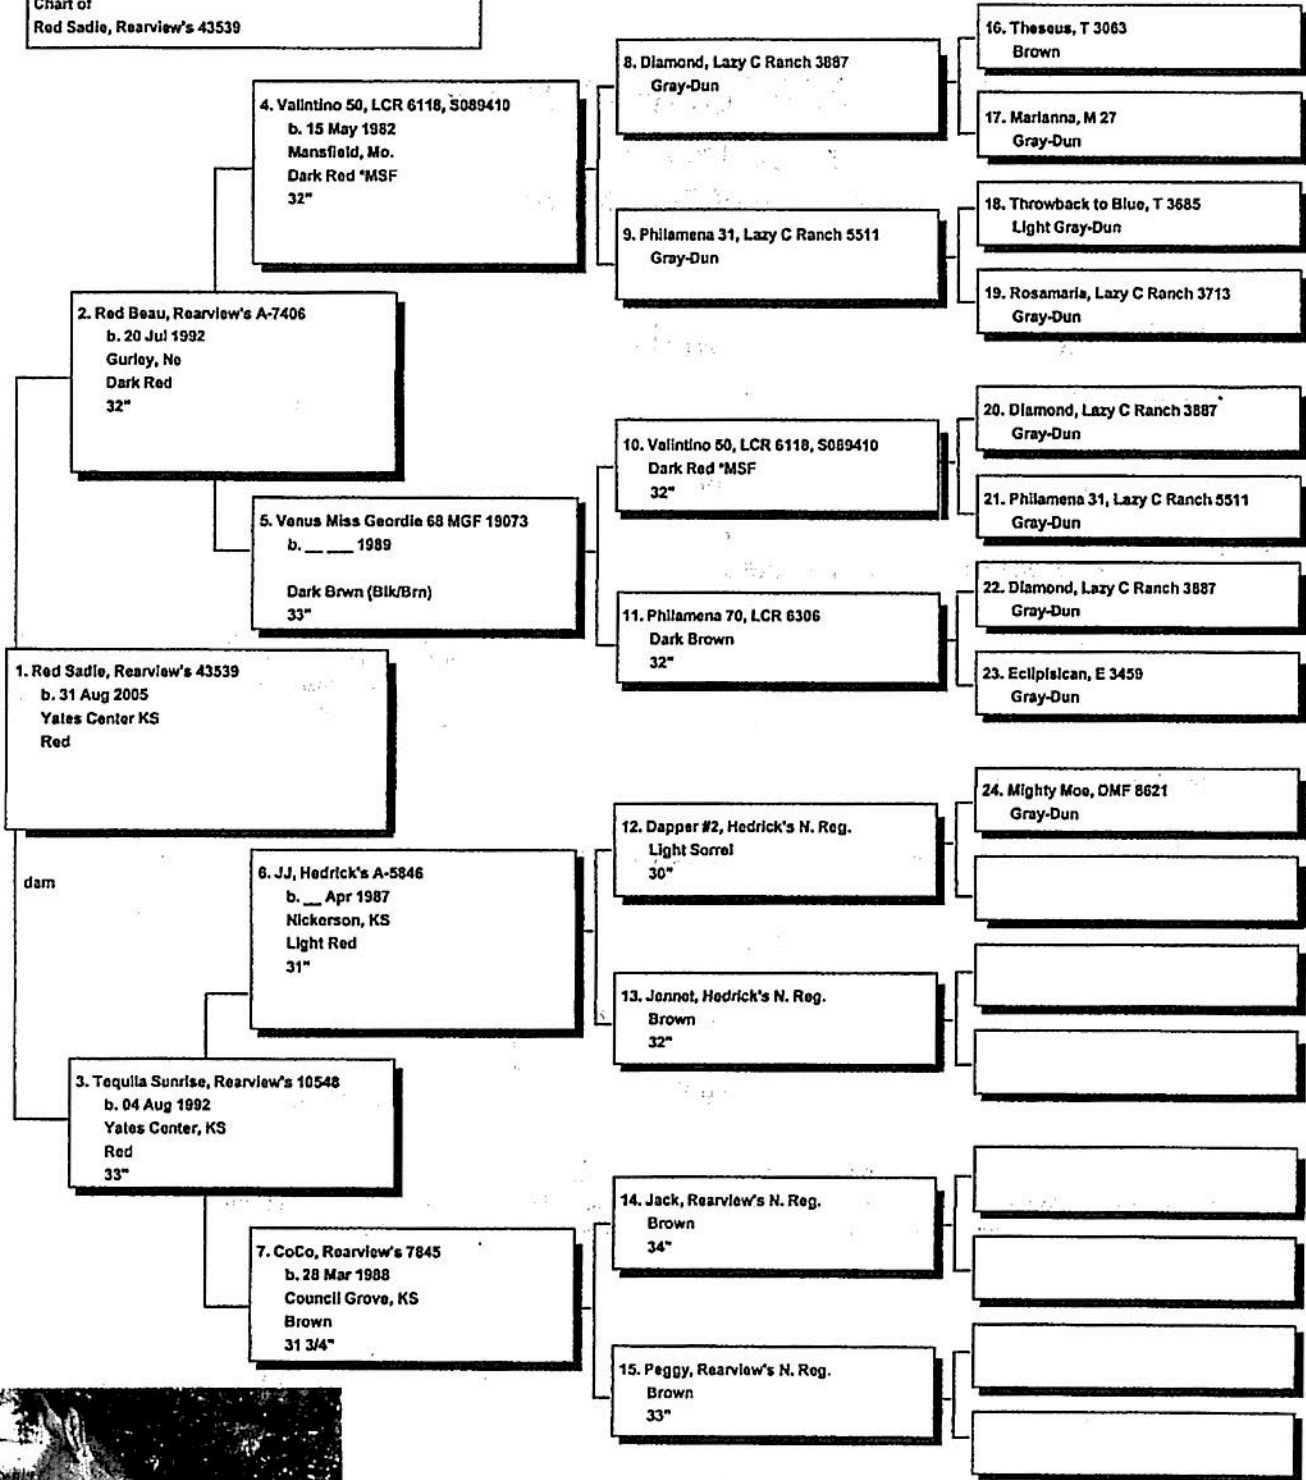 Chart of
Red Sadie, Rearview's 43539
16. Theseus, T 3063
Brown
8. Diamond, Lazy C Ranch 3887
Gray-Dun
17. Marianna, M 27
Gray-Dun
4. Valintino 50, LCR 6118, S089410
b. 15 May 1982
Mansfield, Mo.
Dark Red *MSF
32"
18. Throwback to Blue, T 3685
Light Gray-Dun
9. Philamena 31, Lazy C Ranch 5511
Gray-Dun
19. Rosamaria, Lazy C Ranch 3713
Gray-Dun
2. Red Beau, Rearview's A-7406
b. 20 Jul 1992
Gurley, Ne
Dark Red
32"
20. Diamond, Lazy C Ranch 3887
Gray-Dun
10. Valintino 50, LCR 6118, S089410
Dark Red *MSF
32"
21. Philamena 31, Lazy C Ranch 5511
Gray-Dun
5. Venus Miss Geordie 68 MGF 19073
b. __ ___ 1989
Dark Brwn (Blk/Brn)
33"
22. Diamond, Lazy C Ranch 3887
Gray-Dun
11. Philamena 70, LCR 6306
Dark Brown
32"
23. Eclipisican, E 3459
Gray-Dun
1. Red Sadie, Rearview's 43539
b. 31 Aug 2005
Yates Center KS
Red
24. Mighty Moe, DMF 8621
Gray-Dun
12. Dapper #2, Hedrick's N. Reg.
Light Sorrel
30"
dam
6. JJ, Hedrick's A-5846
b. __ Apr 1987
Nickerson, KS
Light Red
31"
13. Jennet, Hedrick's N. Reg.
Brown
32"
3. Tequila Sunrise, Rearview's 10548
b. 04 Aug 1992
Yates Center, KS
Red
33"
14. Jack, Rearview's N. Reg.
Brown
34"
7. CoCo, Rearview's 7845
b. 28 Mar 1988
Council Grove, KS
Brown
31 3/4"
15. Peggy, Rearview's N. Reg.
Brown
33"